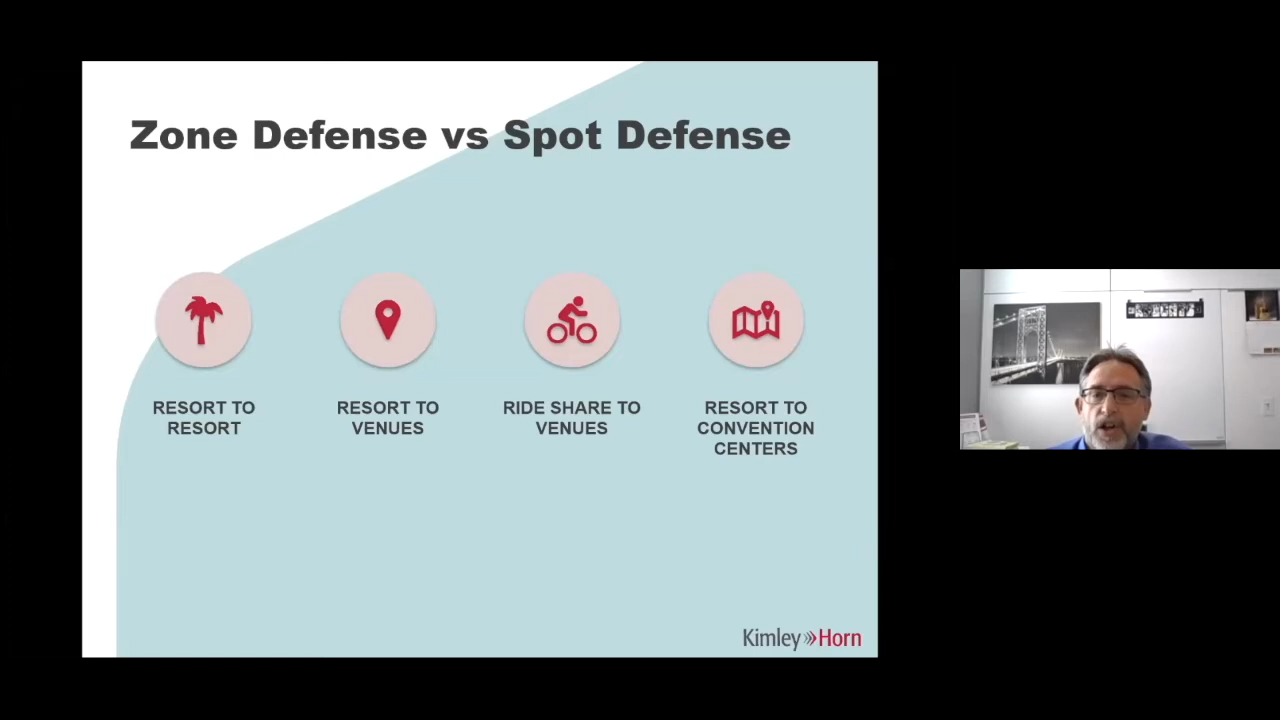 Zone Defense vs Spot Defense
RESORT TO
RESORT
RESORT TO
VENUES
RIDE SHARE TO
VENUES
RESORT TO
CONVENTION
CENTERS
Kimley»Horn